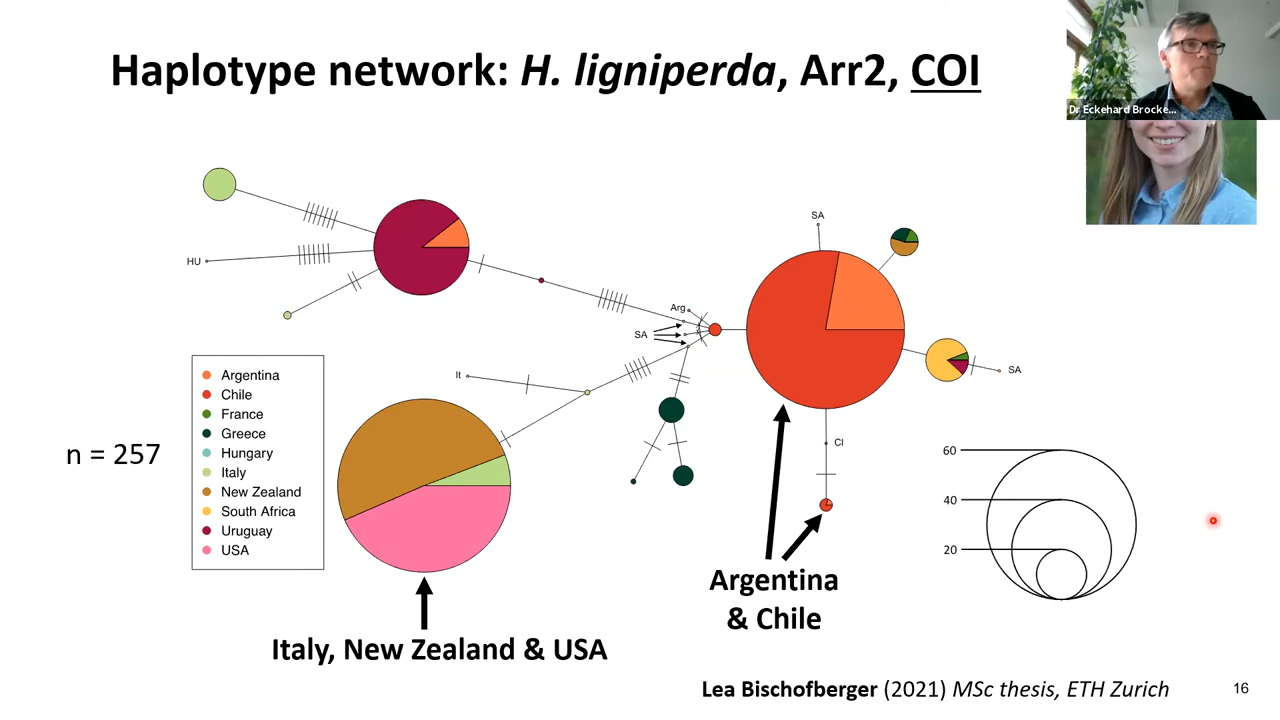 Haplotype network: H. ligniperda, Arr2, COI
Dr Eckehard Brocke...
SA
HU
Arg
SA
SA
It
CI
Argentina
Chile
France
Greece
Hungary
Italy
New Zealand
South Africa
Uruguay
USA
n = 257
60
40
20
Argentina
& Chile
Italy, New Zealand & USA
Lea Bischofberger (2021) MSc thesis, ETH Zurich
16